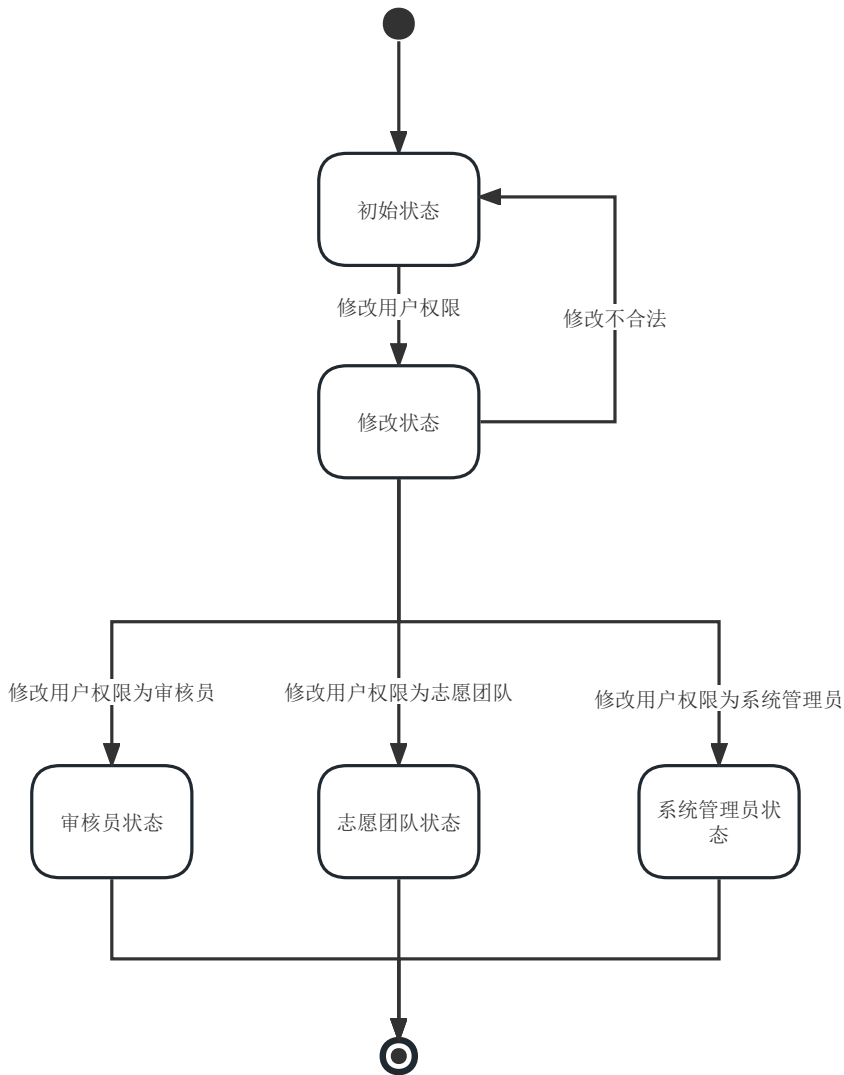 初始状态
修改用户权限
修改不合法
修改状态
修改用户权限为审核员
修改用户权限为志愿团队
修改用户权限为系统管理员
审核员状态
志愿团队状态
系统管理员状
态